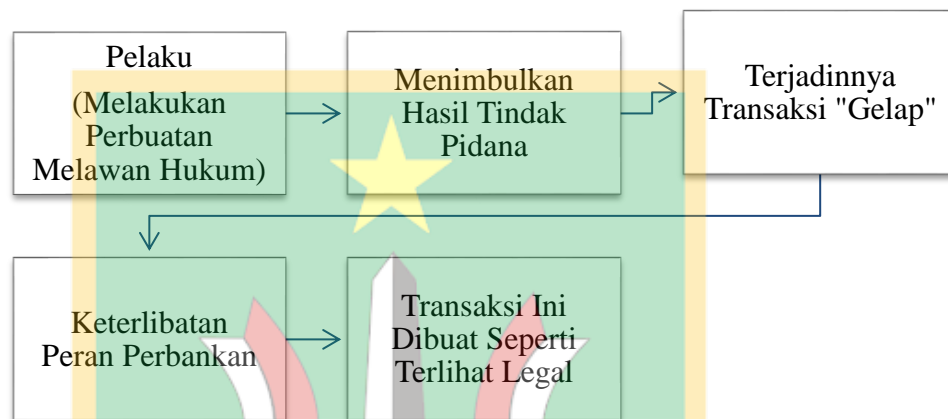 Pelaku
(Melakukan
Perbuatan
Melawan Hukum)
Menimbulkan
Hasil Tindak
Pidana
Terjadinnya
Transaksi "Gelap"
Keterlibatan
Peran Perbankan
Transaksi Ini
Dibuat Seperti
Terlihat Legal